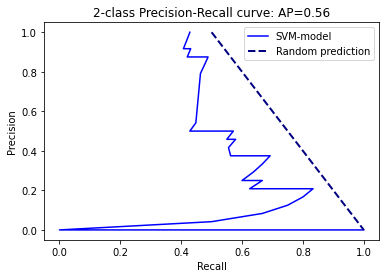 2-class Precision-Recall curve: AP=0.56
SVM-model
Random prediction
Precision
1.0
0.8
0.6
0.4
0.2
0.0
0.0 0.2 0.4 0.6 0.8 1.0
Recall